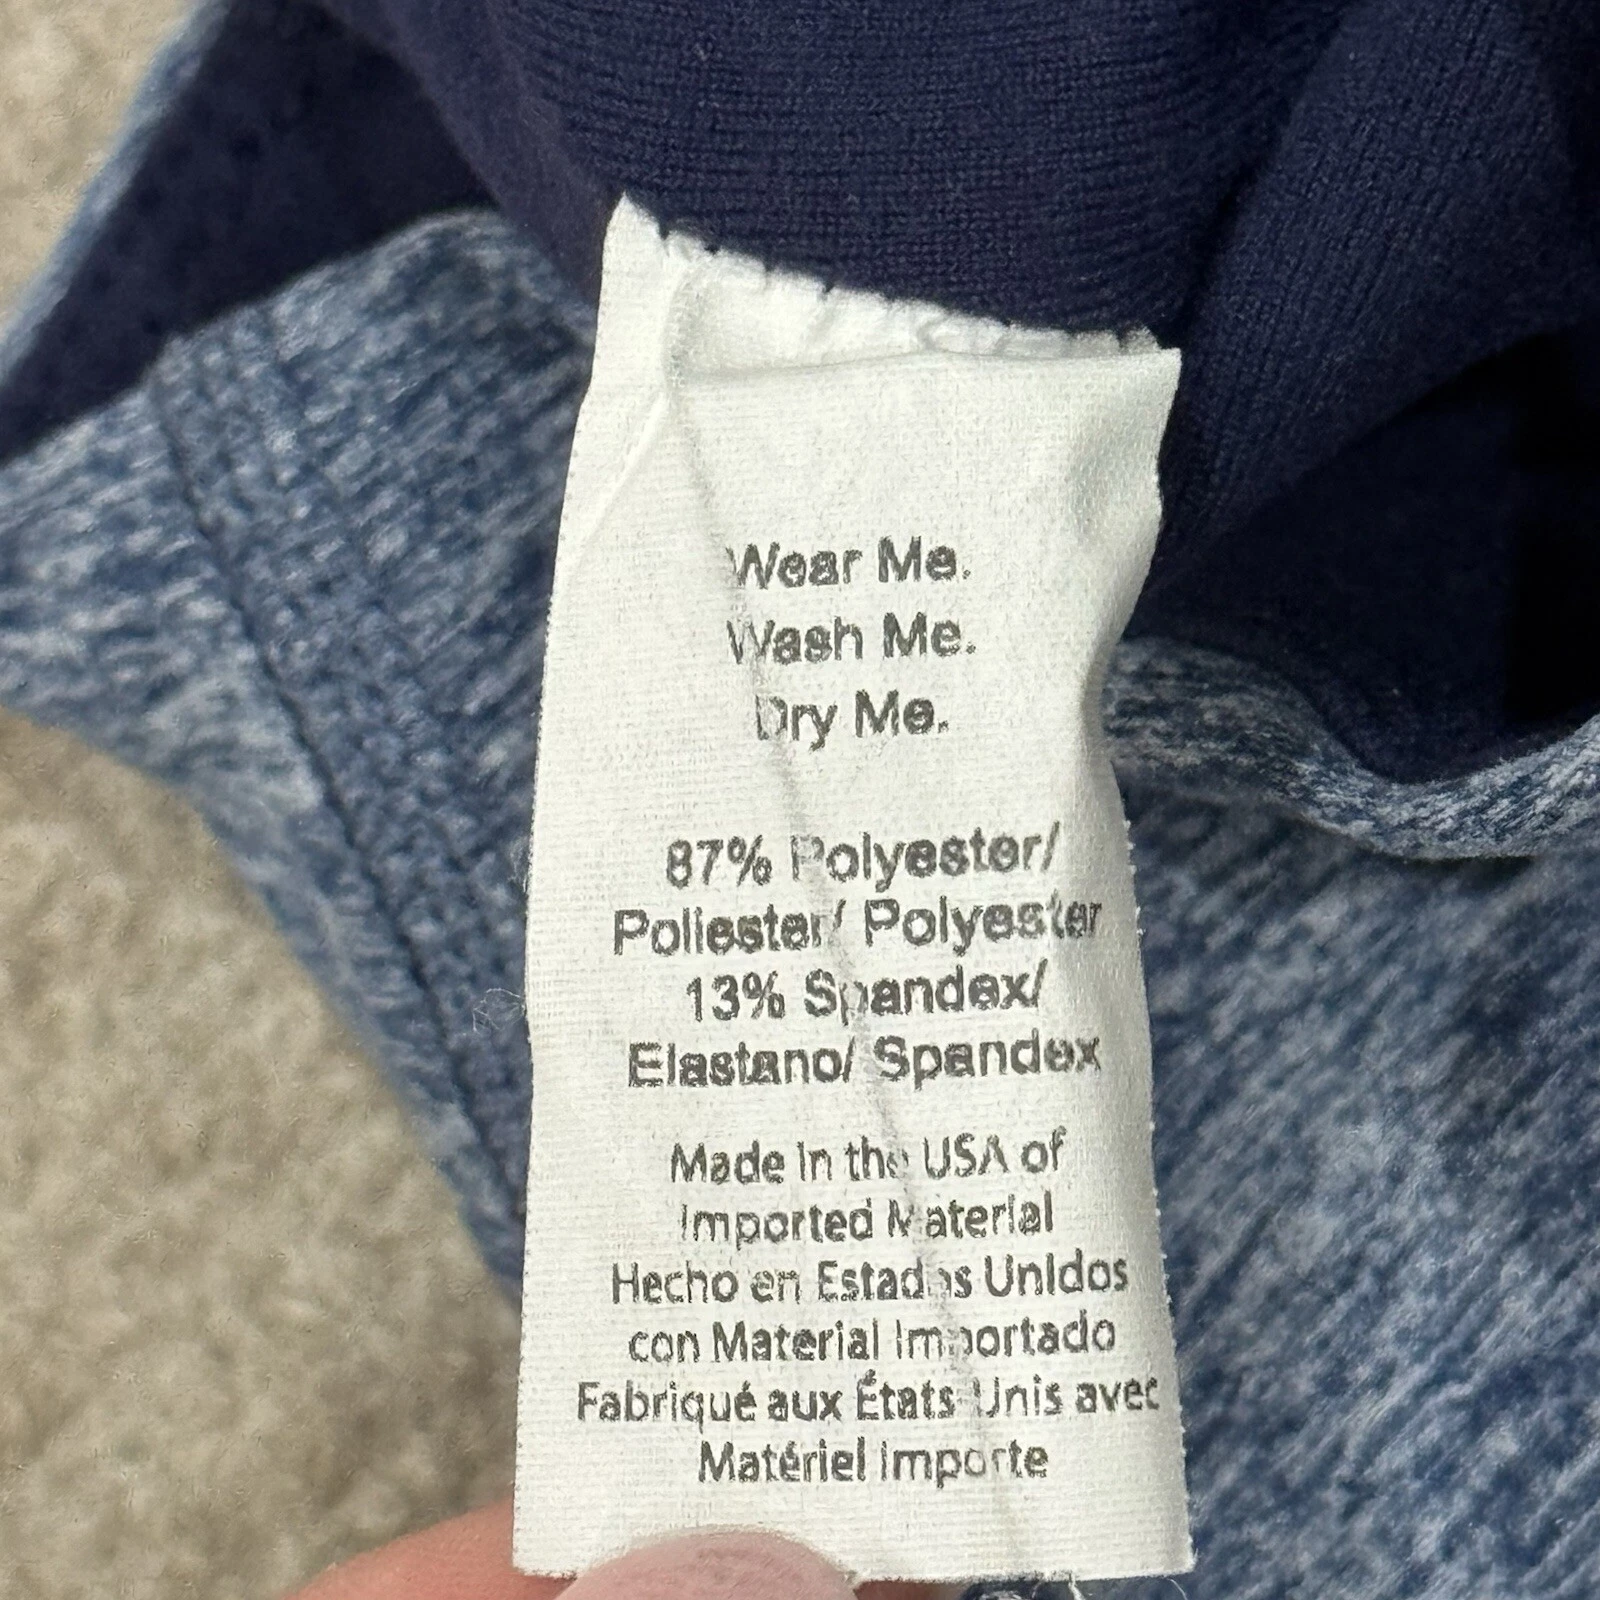 Wear Me.
Wash Me.
Dry Me.
87% Polyester/
Poliester/ Polyester
13% Spandex/
Elastano/ Spandex
Made in the USA of
Imported Material
Hecho en Estados Unidos
con Material Importado
Fabriqué aux États-Unis avec
Matériel Importe